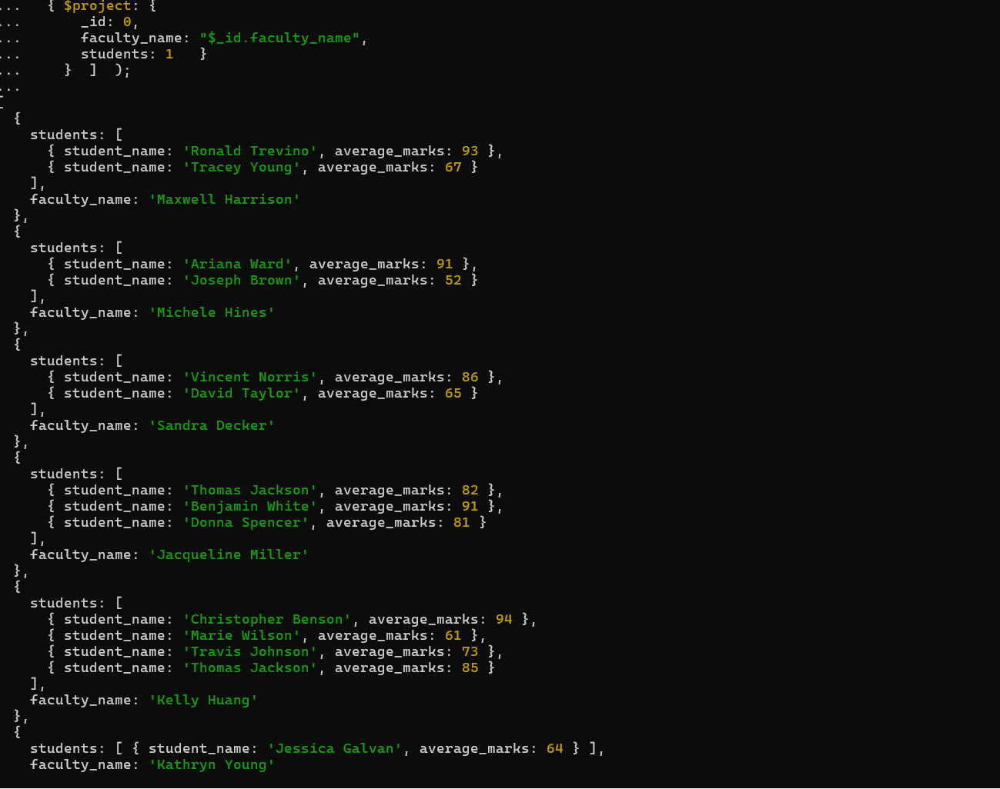 ...   { $project: {
...       _id: 0,
...       faculty_name: "$_id.faculty_name",
...       students: 1   }
...     }  ]  );
...
[
  {
    students: [
      { student_name: 'Ronald Trevino', average_marks: 93 },
      { student_name: 'Tracey Young', average_marks: 67 }
    ],
    faculty_name: 'Maxwell Harrison'
  },
  {
    students: [
      { student_name: 'Ariana Ward', average_marks: 91 },
      { student_name: 'Joseph Brown', average_marks: 52 }
    ],
    faculty_name: 'Michele Hines'
  },
  {
    students: [
      { student_name: 'Vincent Norris', average_marks: 86 },
      { student_name: 'David Taylor', average_marks: 65 }
    ],
    faculty_name: 'Sandra Decker'
  },
  {
    students: [
      { student_name: 'Thomas Jackson', average_marks: 82 },
      { student_name: 'Benjamin White', average_marks: 91 },
      { student_name: 'Donna Spencer', average_marks: 81 }
    ],
    faculty_name: 'Jacqueline Miller'
  },
  {
    students: [
      { student_name: 'Christopher Benson', average_marks: 94 },
      { student_name: 'Marie Wilson', average_marks: 61 },
      { student_name: 'Travis Johnson', average_marks: 73 },
      { student_name: 'Thomas Jackson', average_marks: 85 }
    ],
    faculty_name: 'Kelly Huang'
  },
  {
    students: [ { student_name: 'Jessica Galvan', average_marks: 64 } ],
    faculty_name: 'Kathryn Young'